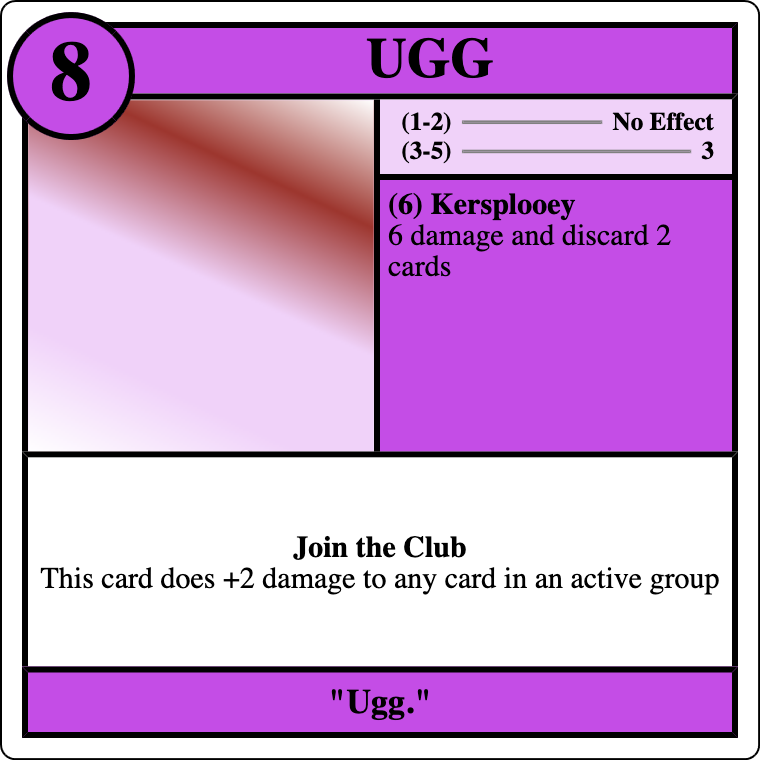 8
UGG
(1-2) No Effect
(3-5) 3
(6) Kersplooey
6 damage and discard 2
cards
Join the Club
This card does +2 damage to any card in an active group
"Ugg."